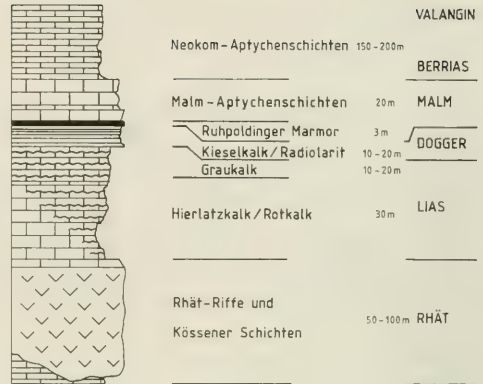 VALANGIN
Neokom-Aptychenschichten 150-200m
BERRIAS
Malm-Aptychenschichten 20m MALM
Ruhpoldinger Marmor 3m
DOGGER
Kieselkalk/Radiolarit 10-20m
Graukalk 10-20m
Hierlatzkalk/Rotkalk 30m LIAS
Rhät-Riffe und
50-100m RHÄT
Kössener Schichten